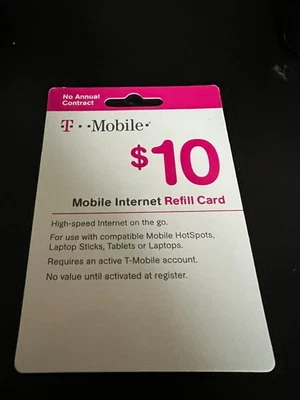 No Annual
Contract
T··Mobile·
$10
Mobile Internet Refill Card
High-speed Internet on the go.
For use with compatible Mobile HotSpots,
Laptop Sticks, Tablets or Laptops.
Requires an active T-Mobile account.
No value until activated at register.